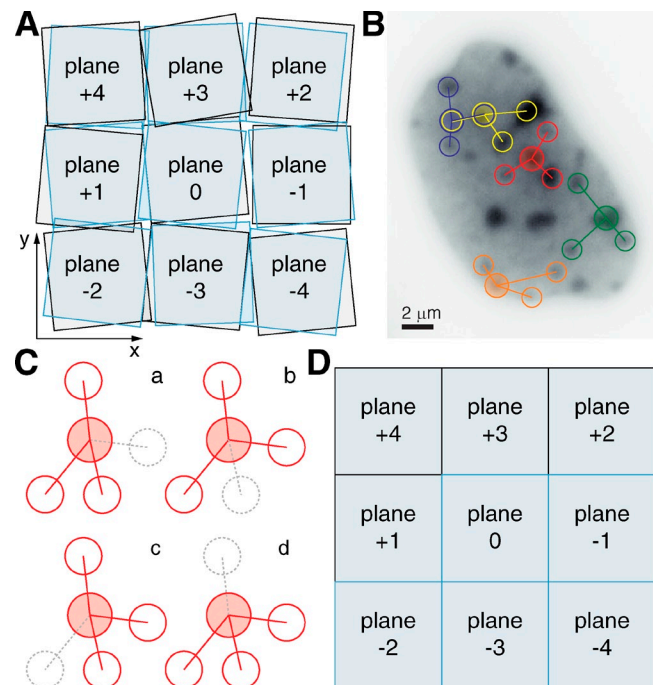 A
plane
+4
plane
+3
plane
+2
plane
+1
plane
0
plane
-1
plane
-2
plane
-3
plane
-4
y
x
B
2 μm
C
a
b
c
d
D
plane
+4
plane
+3
plane
+2
plane
+1
plane
0
plane
-1
plane
-2
plane
-3
plane
-4